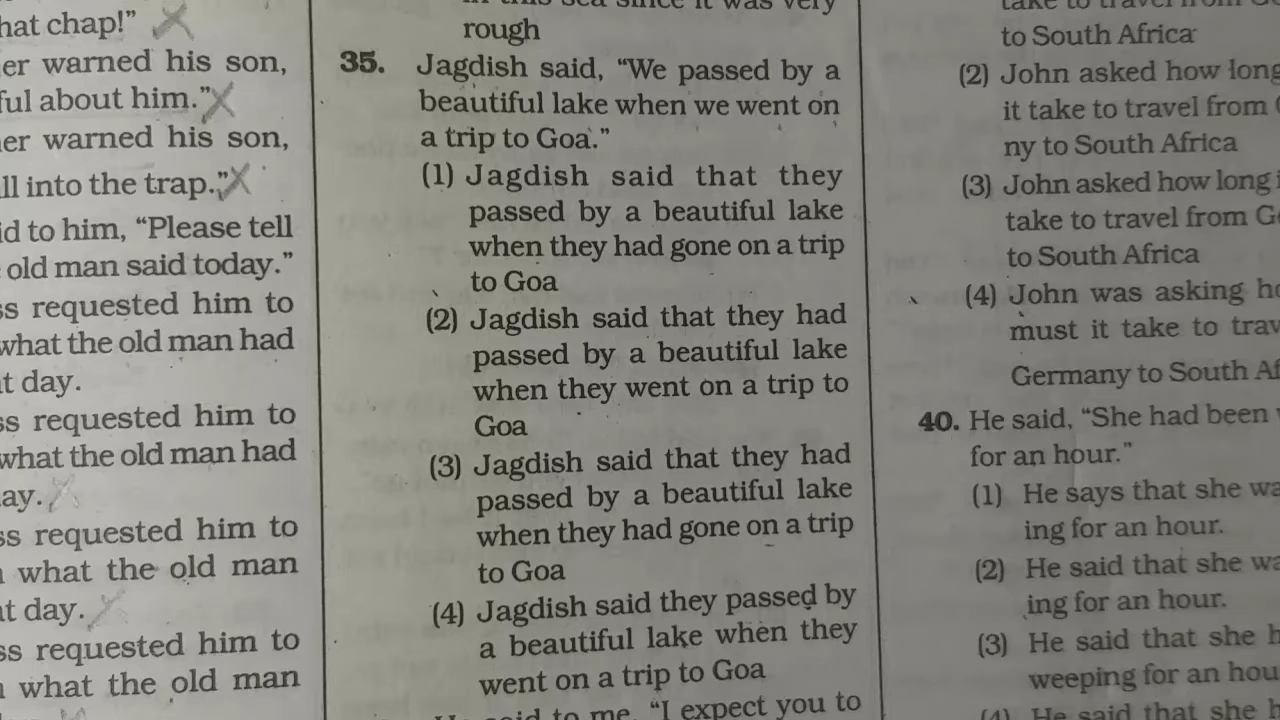 hat chap!”
er warned his son,
ful about him.”
er warned his son,
ll into the trap.”
id to him, “Please tell
old man said today.”
ss requested him to
what the old man had
t day.
ss requested him to
what the old man had
ay.
ss requested him to
what the old man
t day.
ss requested him to
what the old man
rough
35. Jagdish said, “We passed by a
beautiful lake when we went on
a trip to Goa.”
(1) Jagdish said that they
passed by a beautiful lake
when they had gone on a trip
to Goa
(2) Jagdish said that they had
passed by a beautiful lake
when they went on a trip to
Goa
(3) Jagdish said that they had
passed by a beautiful lake
when they had gone on a trip
to Goa
(4) Jagdish said they passed by
a beautiful lake when they
went on a trip to Goa
said to me, “I expect you to
to South Africa
(2) John asked how long
it take to travel from
ny to South Africa
(3) John asked how long
take to travel from G
to South Africa
(4) John was asking ho
must it take to trav
Germany to South Af
40. He said, “She had been
for an hour.”
(1) He says that she wa
ing for an hour.
(2) He said that she wa
ing for an hour.
(3) He said that she h
weeping for an hou
(4) He said that she h